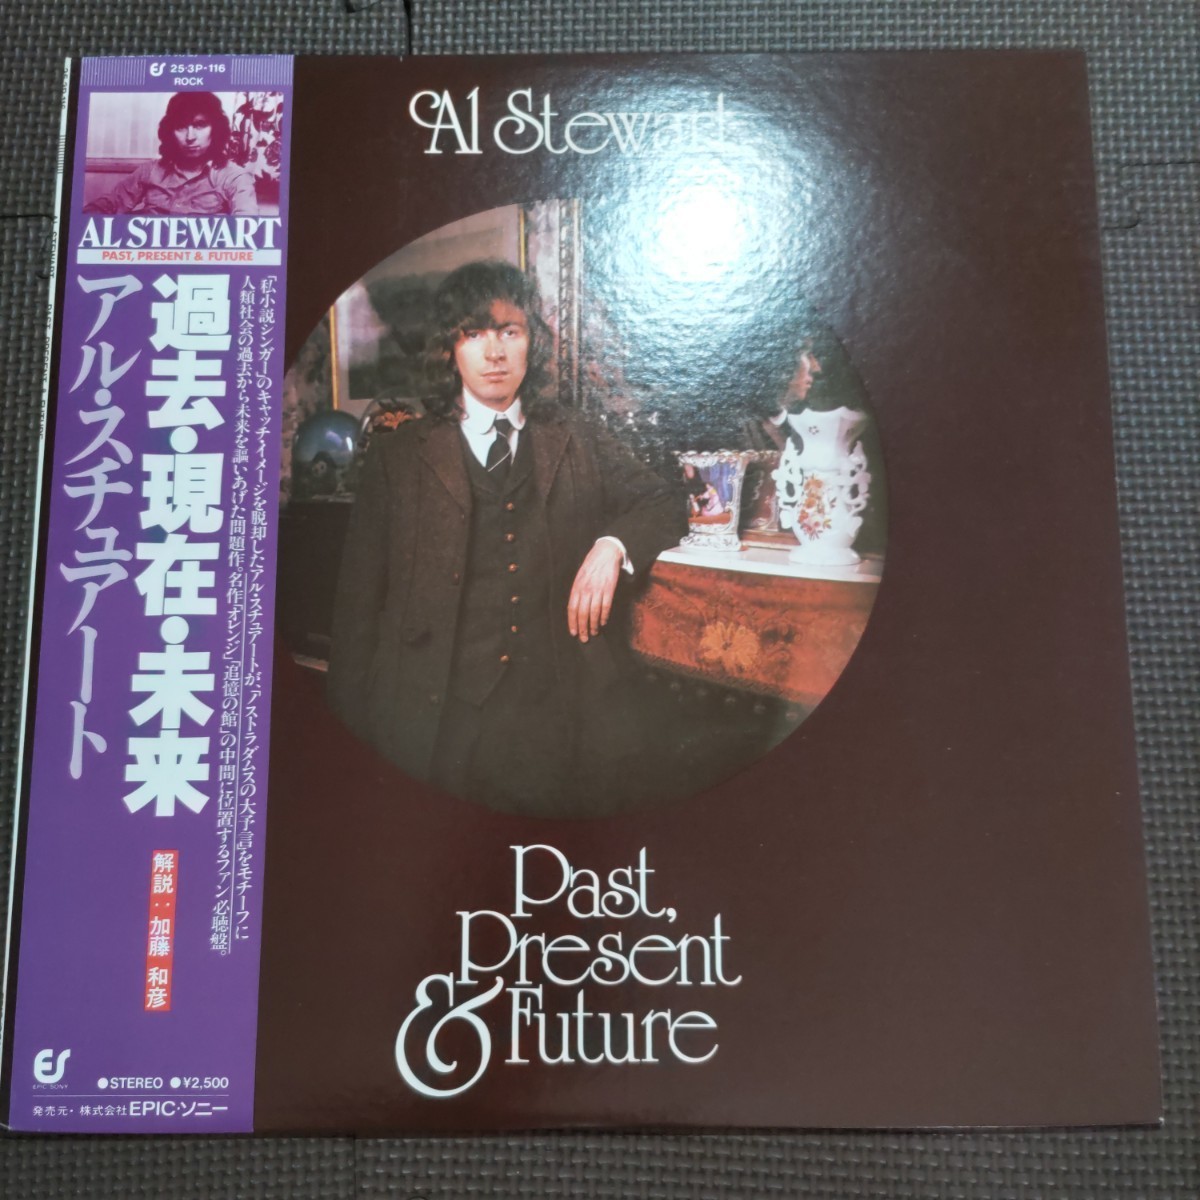 ES 25・3P・116
ROCK
AL STEWART
PAST, PRESENT & FUTURE
「私小説シンガー」のキャッチ・イメージを脱却したアル・スチュアートが、「ノストラダムスの大予言」をモチーフに
人類社会の過去から未来を謳いあげた問題作。名作「オレンジ」「追憶の館」の中間に位置するファン必聴盤。
過去・現在・未来
アル・スチュアート
解説：加藤 和彦
ES
EPIC SONY
●STEREO ●¥2,500
発売元・株式会社EPIC・ソニー
Al Stewart
Past,
Present
& Future